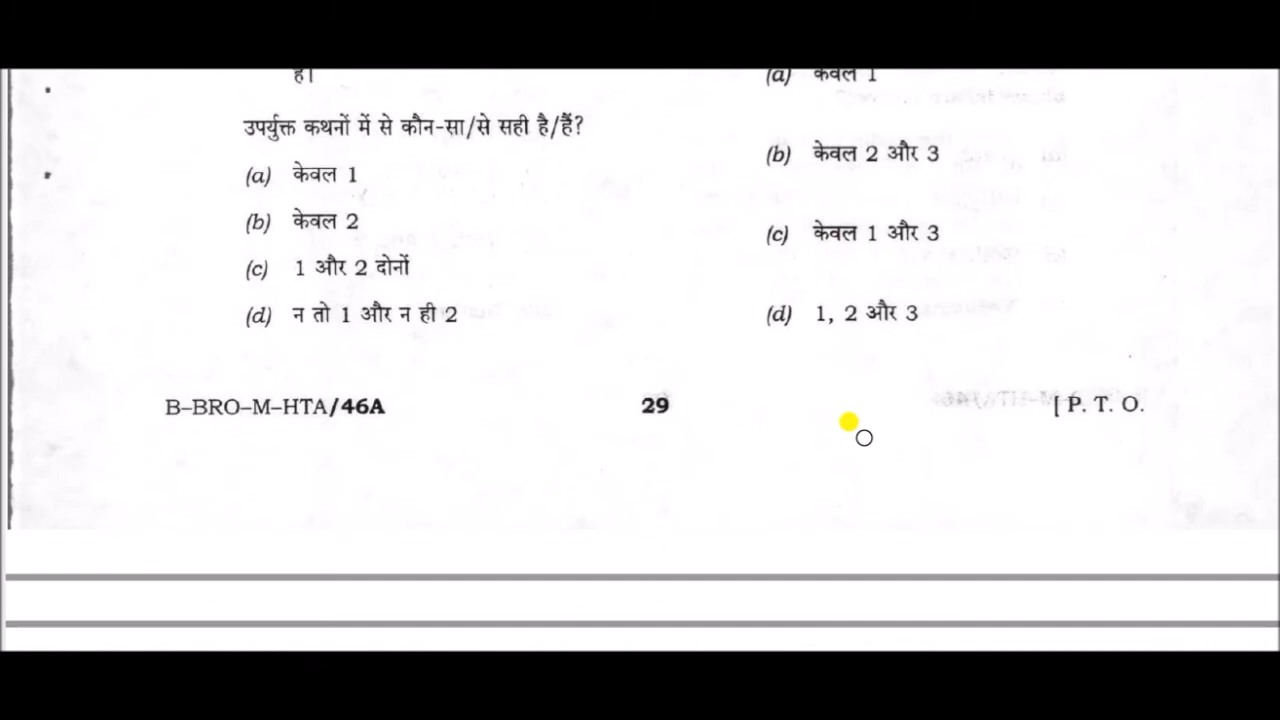 है।
उपर्युक्त कथनों में से कौन-सा/से सही है/हैं?
(a) केवल 1
(b) केवल 2
(c) 1 और 2 दोनों
(d) न तो 1 और न ही 2
(a) केवल 1
(b) केवल 2 और 3
(c) केवल 1 और 3
(d) 1, 2 और 3
B–BRO–M–HTA/46A
29
[ P. T. O.